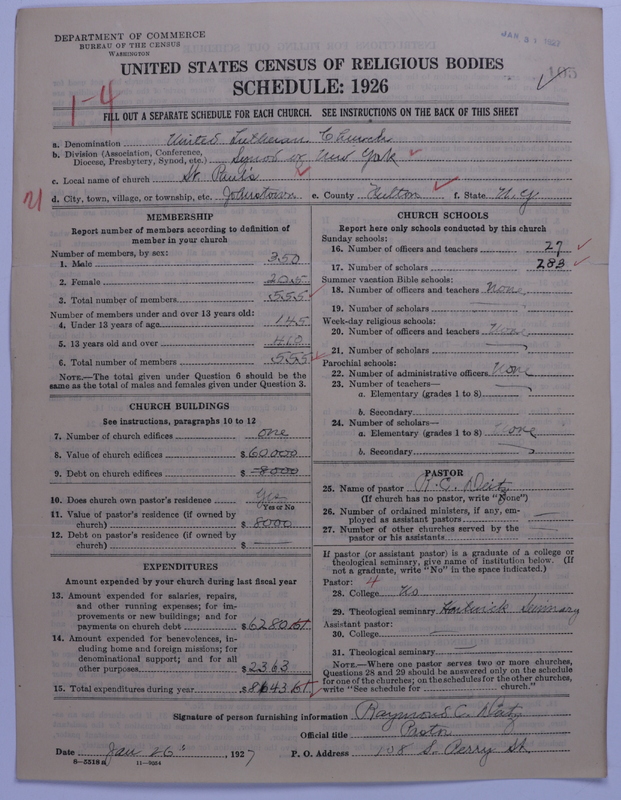 DEPARTMENT OF COMMERCE
BUREAU OF THE CENSUS
WASHINGTON
UNITED STATES CENSUS OF RELIGIOUS BODIES
SCHEDULE: 1926
1-4
FILL OUT A SEPARATE SCHEDULE FOR EACH CHURCH. SEE INSTRUCTIONS ON THE BACK OF THIS SHEET
a. Denomination United Lutheran Church
b. Division (Association, Conference, Diocese, Presbytery, Synod, etc.) Synod of New York
c. Local name of church St. Paul's
d. City, town, village, or township, etc. Johnstown e. County Fulton f. State N.Y
MEMBERSHIP
Report number of members according to definition of
member in your church
Number of members, by sex:
1. Male 250
2. Female 305
3. Total number of members 555
Number of members under and over 13 years old:
4. Under 13 years of age 145
5. 13 years old and over 410
6. Total number of members 555
NOTE.—The total given under Question 6 should be
the same as the total of males and females given under Question 3.
CHURCH BUILDINGS
See instructions, paragraphs 10 to 12
7. Number of church edifices one
8. Value of church edifices $ 60000
9. Debt on church edifices $ 8000
10. Does church own pastor's residence Yes
Yes or No
11. Value of pastor's residence (if owned by
church) $ 8000
12. Debt on pastor's residence (if owned by
church) $ —
EXPENDITURES
Amount expended by your church during last fiscal year
13. Amount expended for salaries, repairs,
and other running expenses; for im-
provements or new buildings; and for
payments on church debt $ 6280
14. Amount expended for benevolences, in-
cluding home and foreign missions; for
denominational support; and for all
other purposes $ 2363
15. Total expenditures during year $ 8643
CHURCH SCHOOLS
Report here only schools conducted by this church
Sunday schools:
16. Number of officers and teachers 27
17. Number of scholars 283
Summer vacation Bible schools:
18. Number of officers and teachers None
19. Number of scholars
Week-day religious schools:
20. Number of officers and teachers None
21. Number of scholars
Parochial schools:
22. Number of administrative officers None
23. Number of teachers—
a. Elementary (grades 1 to 8)
b. Secondary
24. Number of scholars—
a. Elementary (grades 1 to 8) None
b. Secondary
PASTOR
25. Name of pastor R. C. Deitz
(If church has no pastor, write "None")
26. Number of ordained ministers, if any, em-
ployed as assistant pastors —
27. Number of other churches served by the
pastor or his assistants —
If pastor (or assistant pastor) is a graduate of a college or
theological seminary, give name of institution below. (If
not a graduate, write "No" in the space indicated.)
Pastor: 4
28. College No
29. Theological seminary Hartwick Seminary
Assistant pastor:
30. College —
31. Theological seminary —
NOTE.—Where one pastor serves two or more churches,
Questions 28 and 29 should be answered only on the schedule
for one of the churches; on the schedules for the other churches,
write "See schedule for church."
Signature of person furnishing information Raymond C. Deitz
Official title Pastor
Date Jan 26, 1927 P. O. Address 108 S. Perry St.
8-5518a 11-9254